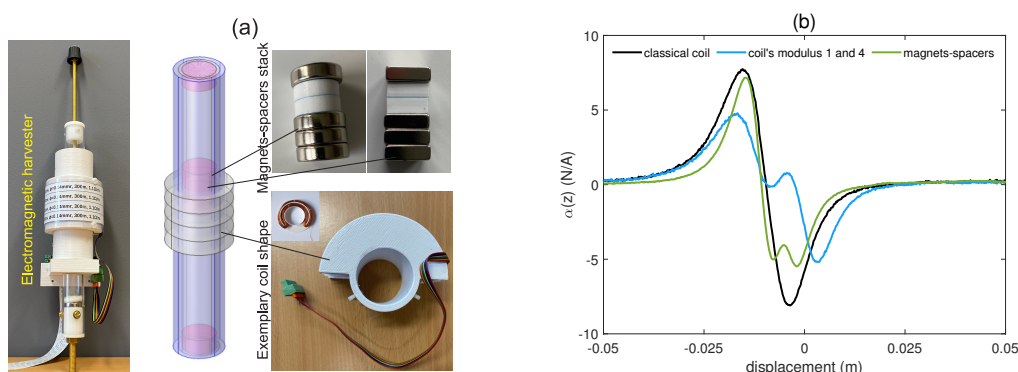 (a)
Electromagnetic harvester
Magnets-spacers stack
Exemplary coil shape
(b)
classical coil
coil's modulus 1 and 4
magnets-spacers
α(z) (N/A)
10
5
0
-5
-10
-0.05
-0.025
0
0.025
0.05
displacement (m)